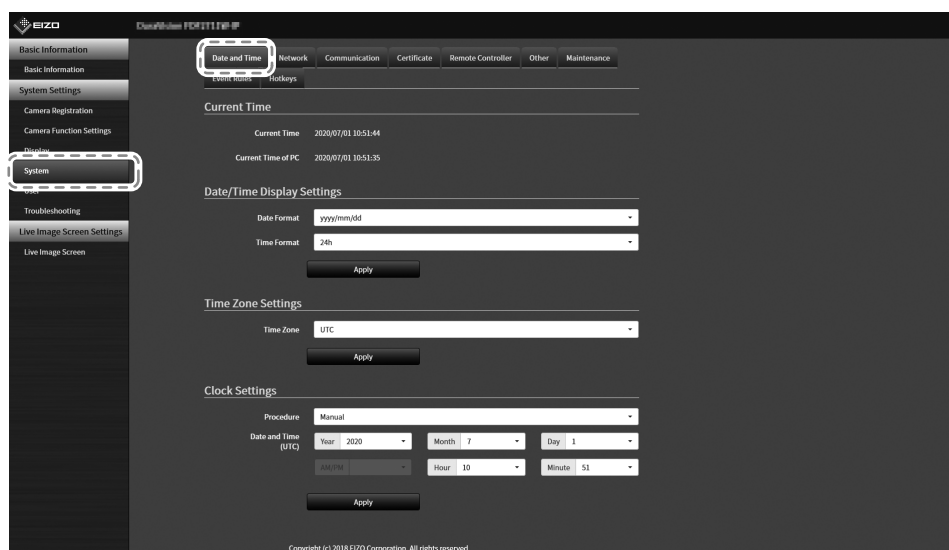 EIZO
Basic Information
Basic Information
System Settings
Camera Registration
Camera Function Settings
Display
System
User
Troubleshooting
Live Image Screen Settings
Live Image Screen
Date and Time Network Communication Certificate Remote Controller Other Maintenance
Event Rules Hotkeys
Current Time
Current Time 2020/07/01 10:51:44
Current Time of PC 2020/07/01 10:51:35
Date/Time Display Settings
Date Format yyyy/mm/dd
Time Format 24h
Apply
Time Zone Settings
Time Zone UTC
Apply
Clock Settings
Procedure Manual
Date and Time
(UTC)
Year 2020 Month 7 Day 1
AM/PM Hour 10 Minute 51
Apply
Copyright (c) 2018 EIZO Corporation. All rights reserved